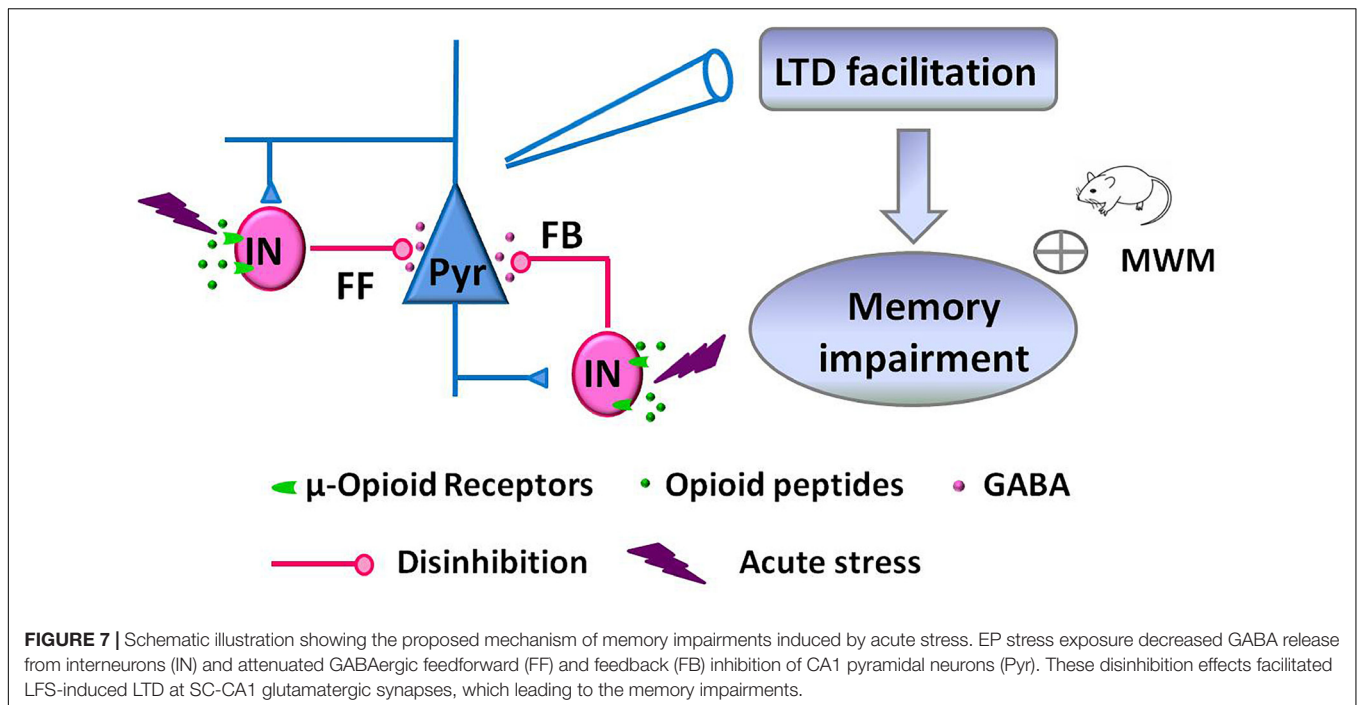 LTD facilitation
IN
FF
Pyr
FB
IN
MWM
Memory
impairment
μ-Opioid Receptors
Opioid peptides
GABA
Disinhibition
Acute stress
FIGURE 7 | Schematic illustration showing the proposed mechanism of memory impairments induced by acute stress. EP stress exposure decreased GABA release
from interneurons (IN) and attenuated GABAergic feedforward (FF) and feedback (FB) inhibition of CA1 pyramidal neurons (Pyr). These disinhibition effects facilitated
LFS-induced LTD at SC-CA1 glutamatergic synapses, which leading to the memory impairments.